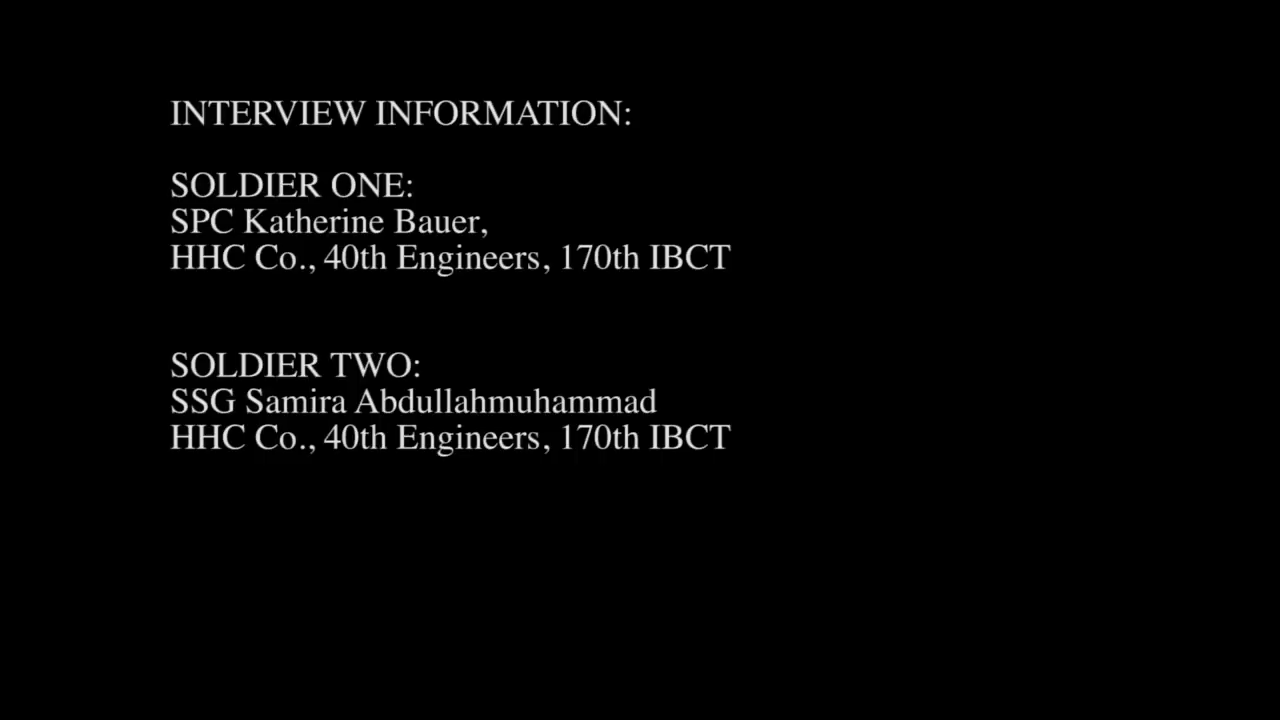 INTERVIEW INFORMATION:
SOLDIER ONE:
SPC Katherine Bauer,
HHC Co., 40th Engineers, 170th IBCT
SOLDIER TWO:
SSG Samira Abdullahmuhammad
HHC Co., 40th Engineers, 170th IBCT